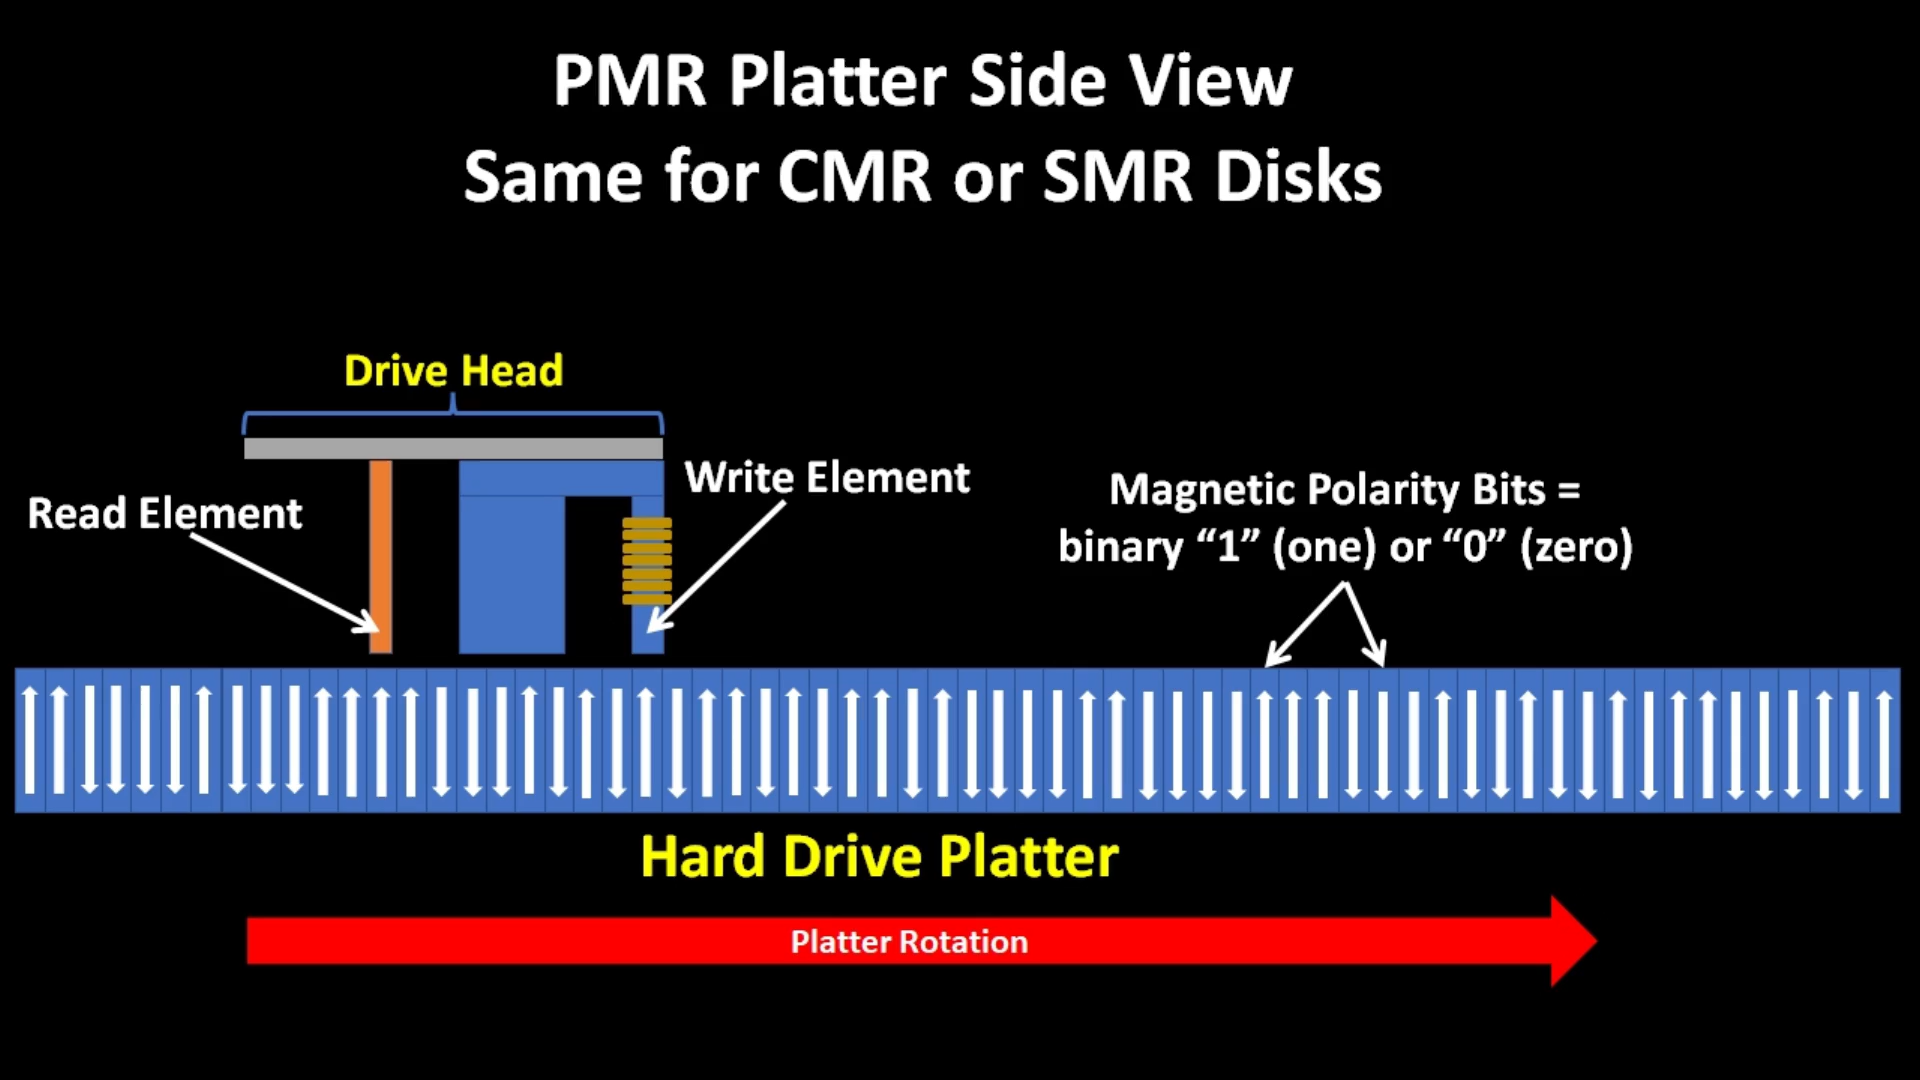 PMR Platter Side View
Same for CMR or SMR Disks
Drive Head
Read Element
Write Element
Magnetic Polarity Bits =
binary “1” (one) or “0” (zero)
Hard Drive Platter
Platter Rotation